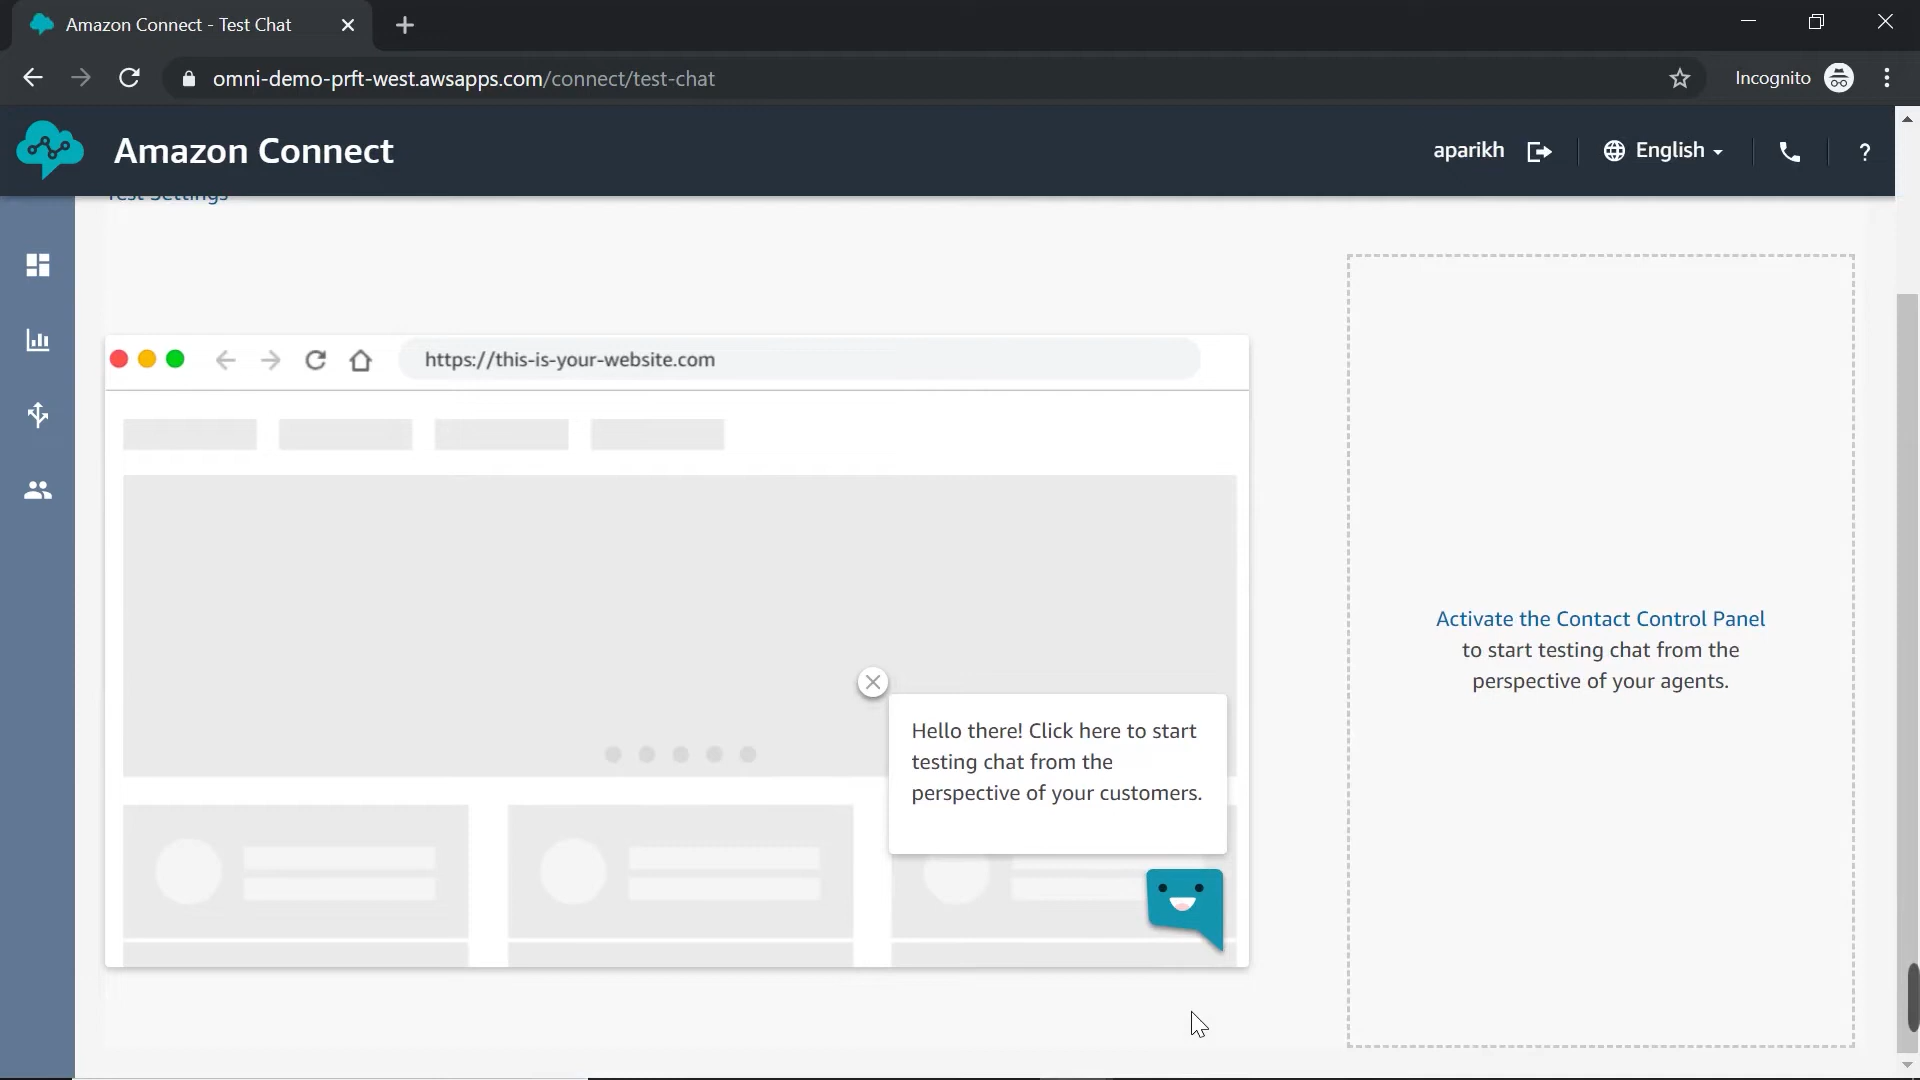 Amazon Connect - Test Chat
omni-demo-prft-west.awsapps.com/connect/test-chat
Incognito
Amazon Connect
aparikh
English
?
Test Settings
https://this-is-your-website.com
Activate the Contact Control Panel
to start testing chat from the
perspective of your agents.
Hello there! Click here to start
testing chat from the
perspective of your customers.